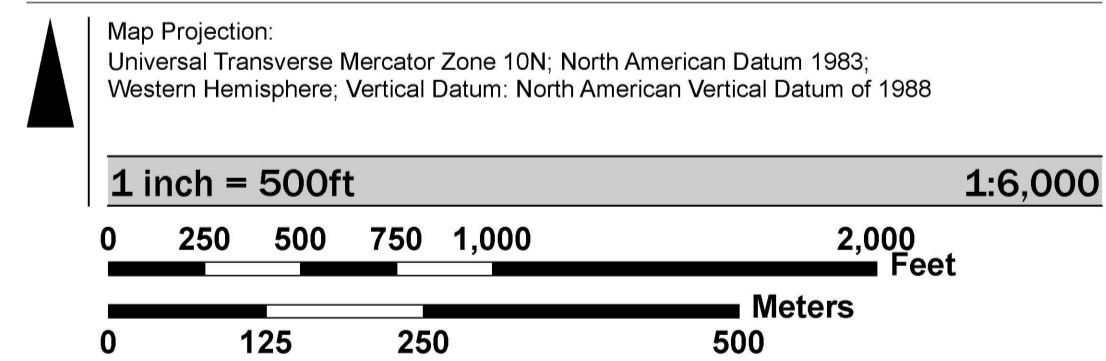 Map Projection:
Universal Transverse Mercator Zone 10N; North American Datum 1983;
Western Hemisphere; Vertical Datum: North American Vertical Datum of 1988
1 inch = 500ft 1:6,000
0 250 500 750 1,000 2,000
Feet
Meters
0 125 250 500